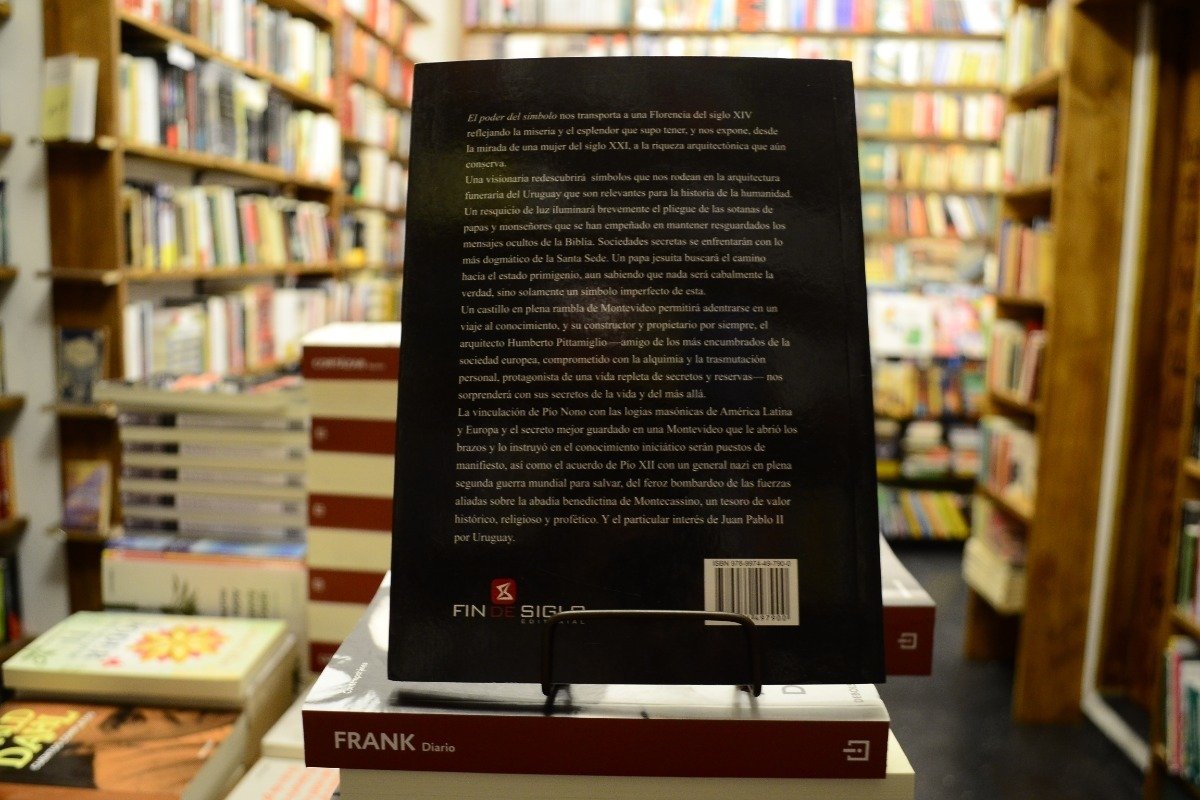 El poder del símbolo nos transporta a una Florencia del siglo XIV
reflejando la miseria y el esplendor que supo tener, y nos expone, desde
la mirada de una mujer del siglo XXI, a la riqueza arquitectónica que aún
conserva.
Una visionaria redescubrirá símbolos que nos rodean en la arquitectura
funeraria del Uruguay que son relevantes para la historia de la humanidad.
Un resquicio de luz iluminará brevemente el pliegue de las sotanas de
papas y monseñores que se han empeñado en mantener resguardados los
mensajes ocultos de la Biblia. Sociedades secretas se enfrentarán con lo
más dogmático de la Santa Sede. Un papa jesuita buscará el camino
hacia el estado primigenio, aun sabiendo que nada será cabalmente la
verdad, sino solamente un símbolo imperfecto de esta.
Un castillo en plena rambla de Montevideo permitirá adentrarse en un
viaje al conocimiento, y su constructor y propietario por siempre, el
arquitecto Humberto Pittamiglio —amigo de los más encumbrados de la
sociedad europea, comprometido con la alquimia y la trasmutación
personal, protagonista de una vida repleta de secretos y reservas— nos
sorprenderá con sus secretos de la vida y del más allá.
La vinculación de Pío Nono con las logias masónicas de América Latina
y Europa y el secreto mejor guardado en una Montevideo que le abrió los
brazos y lo instruyó en el conocimiento iniciático serán puestos de
manifiesto, así como el acuerdo de Pío XII con un general nazi en plena
segunda guerra mundial para salvar, del feroz bombardeo de las fuerzas
aliadas sobre la abadía benedictina de Montecassino, un tesoro de valor
histórico, religioso y profético. Y el particular interés de Juan Pablo II
por Uruguay.
ISBN 978-9974-49-790-0
FIN DE SIGLO
EDITORIAL
FRANK Diario